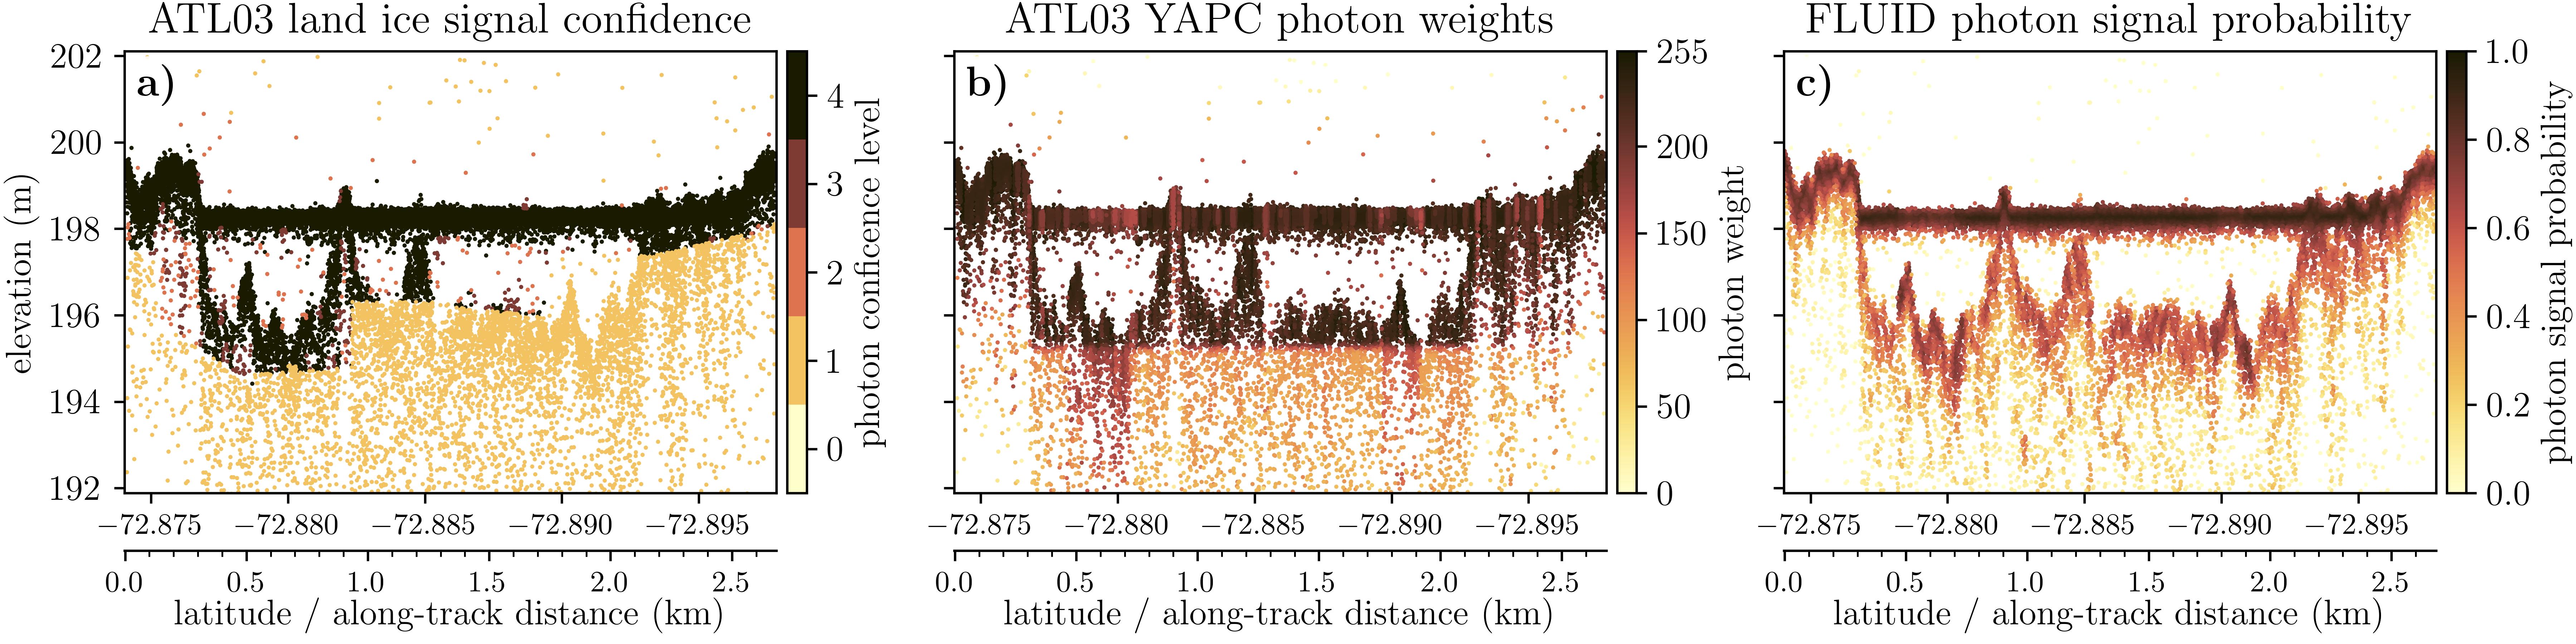 ATL03 land ice signal confidence
a)
202
200
198
196
194
192
elevation (m)
−72.875 −72.880 −72.885 −72.890 −72.895
0.0 0.5 1.0 1.5 2.0 2.5
latitude / along-track distance (km)
4
3
2
1
0
photon conficence level
ATL03 YAPC photon weights
b)
−72.875 −72.880 −72.885 −72.890 −72.895
0.0 0.5 1.0 1.5 2.0 2.5
latitude / along-track distance (km)
255
200
150
100
50
0
photon weight
FLUID photon signal probability
c)
−72.875 −72.880 −72.885 −72.890 −72.895
0.0 0.5 1.0 1.5 2.0 2.5
latitude / along-track distance (km)
1.0
0.8
0.6
0.4
0.2
0.0
photon signal probability